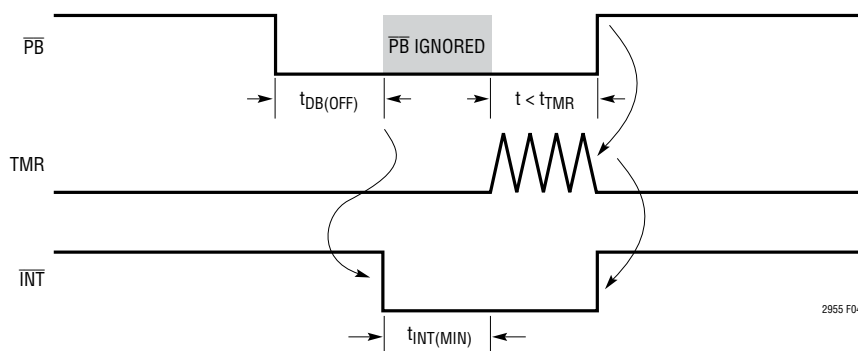 PB
PB IGNORED
tDB(OFF)
t < tTMR
TMR
INT
tINT(MIN)
2955 F04